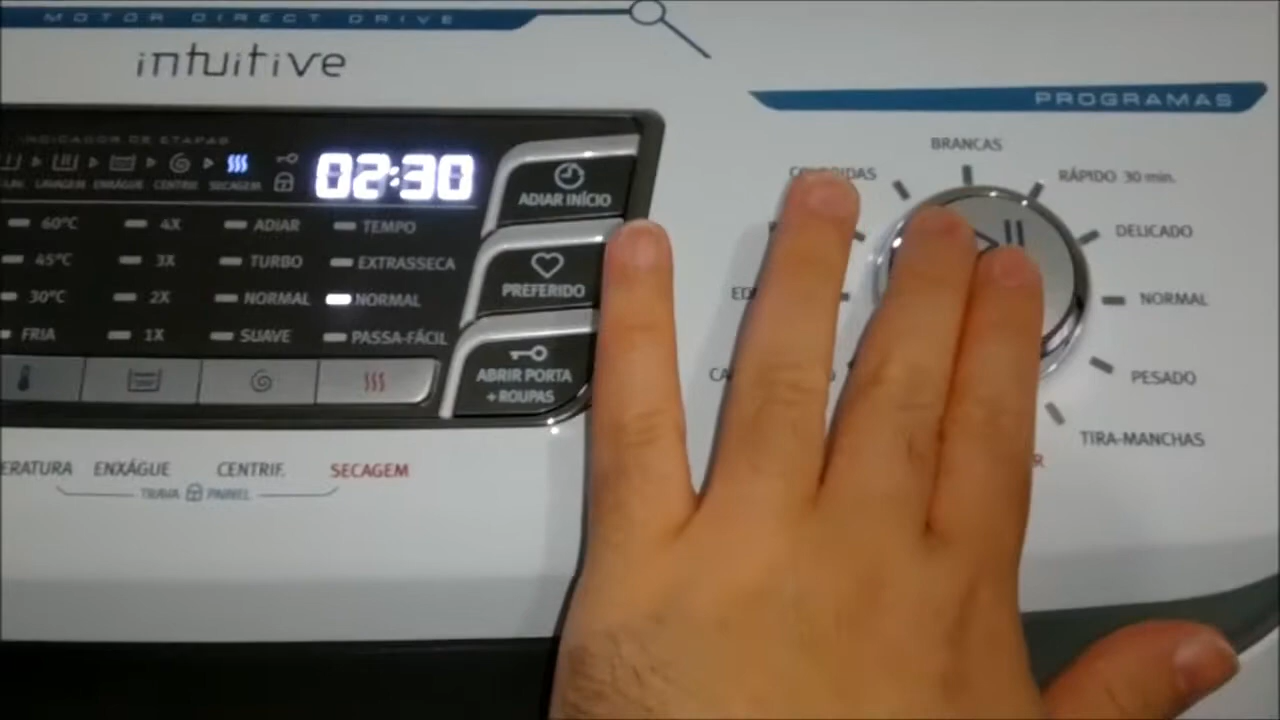 MOTOR DIRECT DRIVE
intuitive
PROGRAMAS
INDICADOR DE ETAPAS
LAVAGEM ENXÁGUE CENTRIF. SECAGEM
02:30
ADIAR INÍCIO
60°C 4X ADIAR TEMPO
45°C 3X TURBO EXTRASSECA
30°C 2X NORMAL NORMAL
FRIA 1X SUAVE PASSA-FÁCIL
PREFERIDO
ABRIR PORTA
+ROUPAS
ERATURA ENXÁGUE CENTRIF. SECAGEM
TRAVA PAINEL
BRANCAS
RÁPIDO 30 min.
DELICADO
NORMAL
PESADO
TIRA-MANCHAS